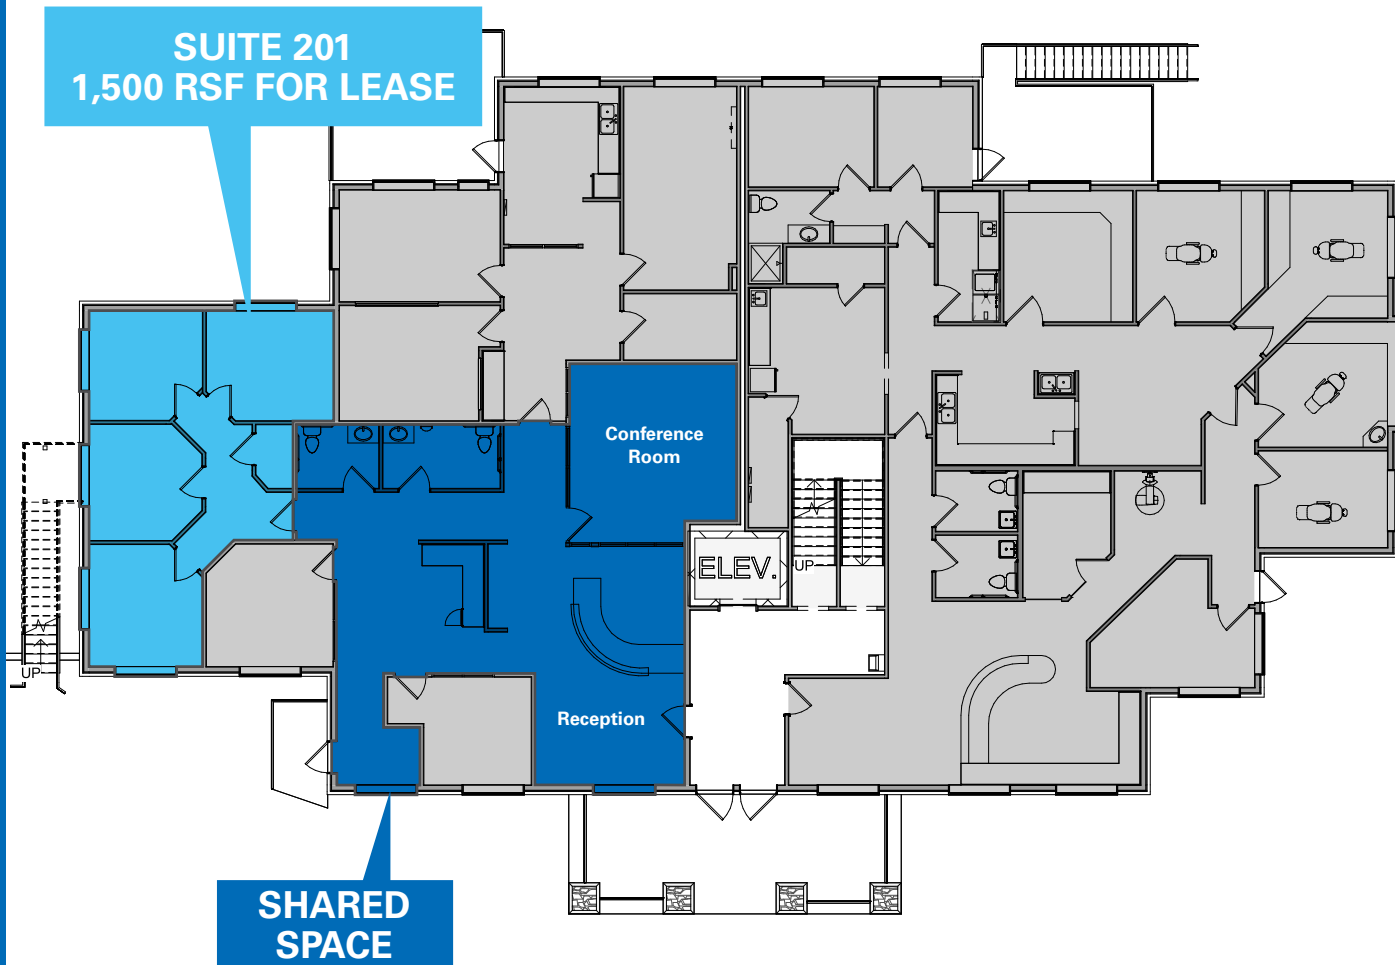 SUITE 201
1,500 RSF FOR LEASE
Conference
Room
ELEV.
UP
UP
Reception
SHARED
SPACE